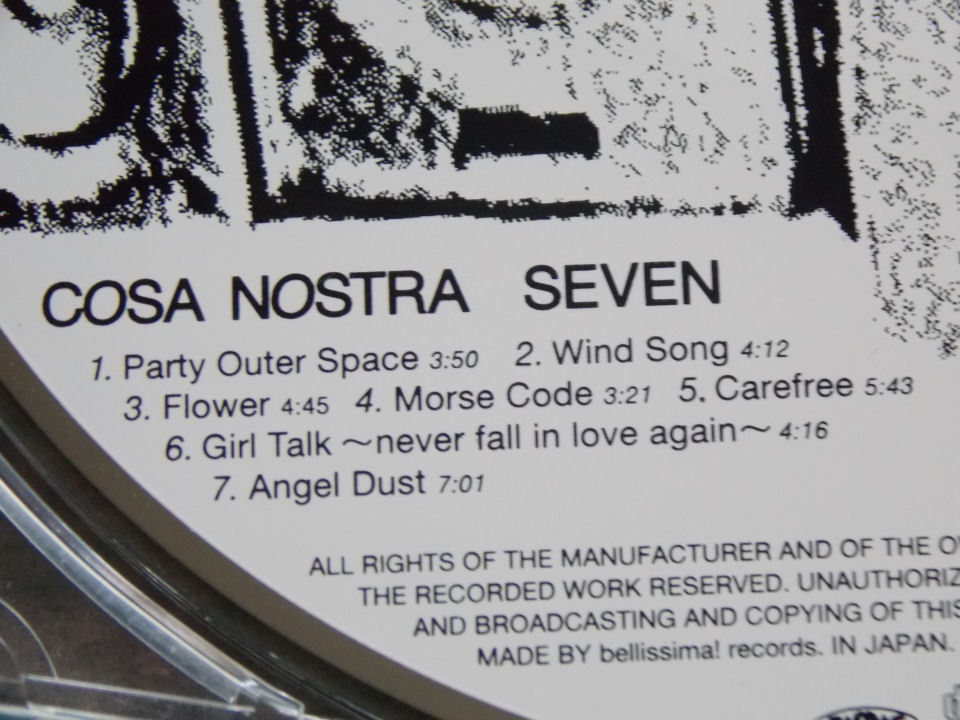 COSA NOSTRA SEVEN
1. Party Outer Space 3:50 2. Wind Song 4:12
3. Flower 4:45 4. Morse Code 3:21 5. Carefree 5:43
6. Girl Talk ～never fall in love again～ 4:16
7. Angel Dust 7:01
ALL RIGHTS OF THE MANUFACTURER AND OF THE
THE RECORDED WORK RESERVED. UNAUTHORIZ
AND BROADCASTING AND COPYING OF THIS
MADE BY bellissima! records. IN JAPAN.